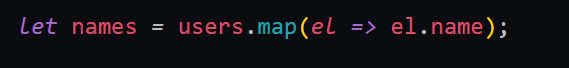 let names = users.map(el => el.name);